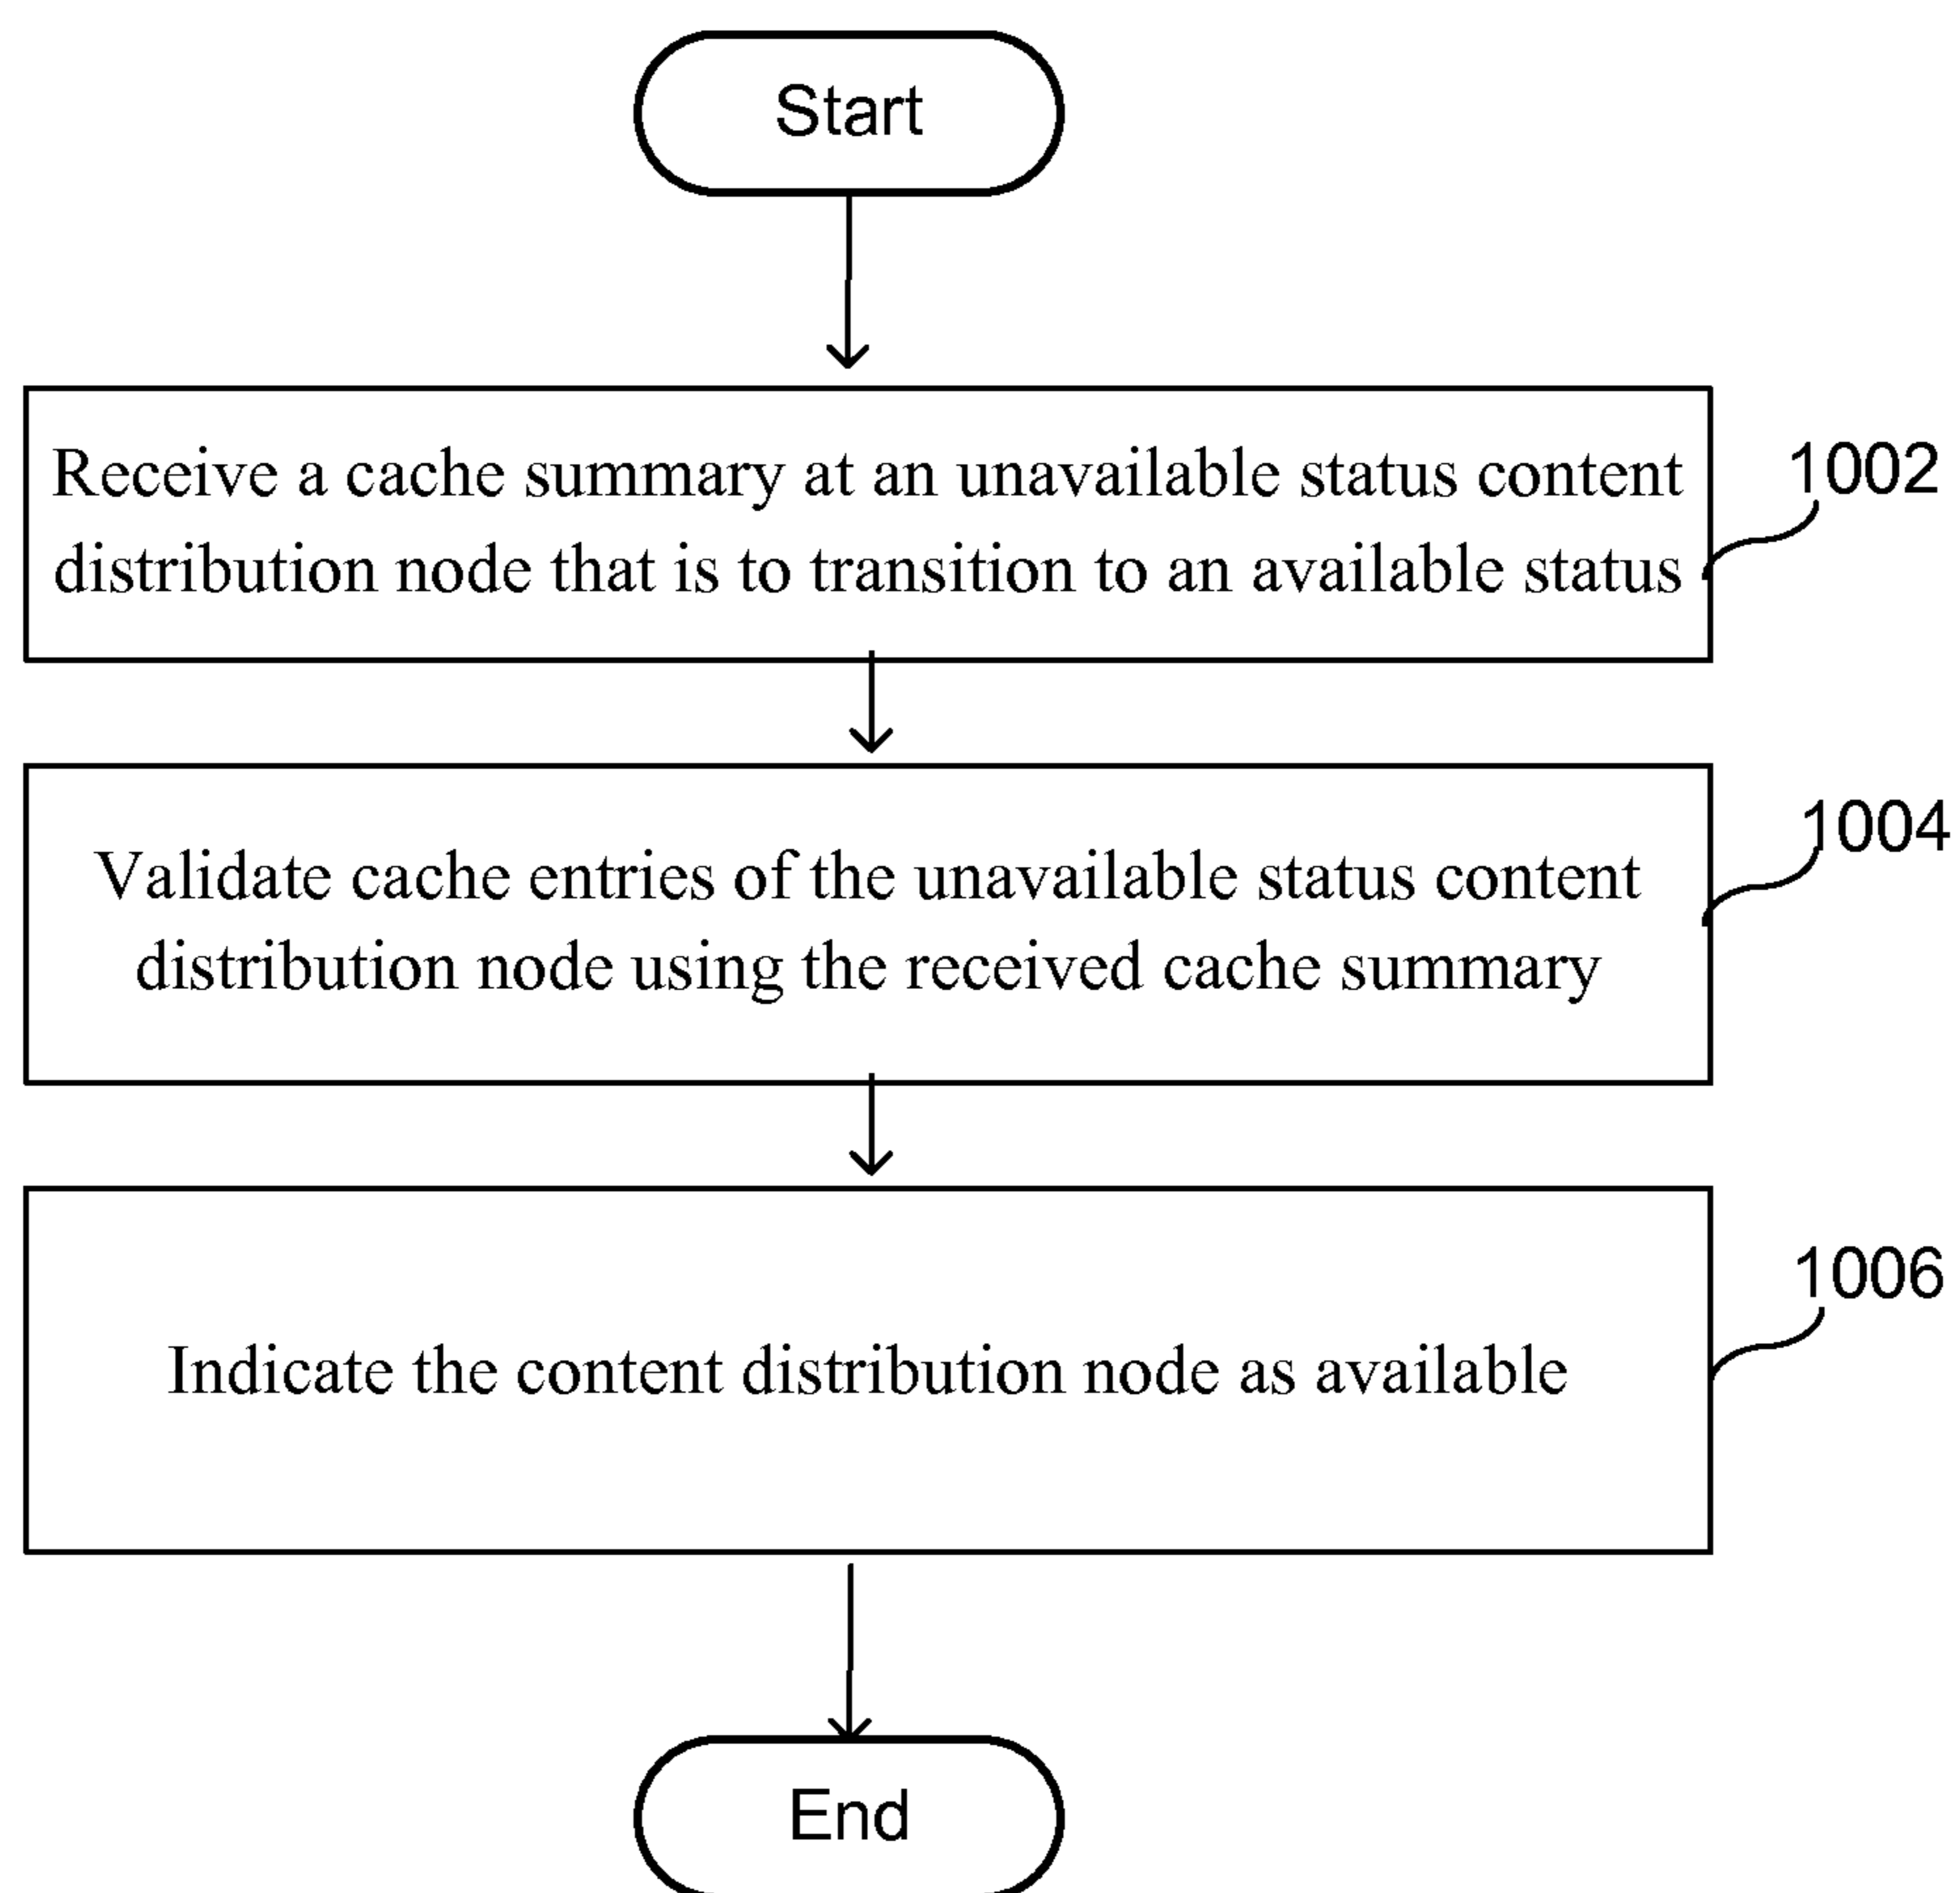 Start
Receive a cache summary at an unavailable status content
distribution node that is to transition to an available status
1002
Validate cache entries of the unavailable status content
distribution node using the received cache summary
1004
Indicate the content distribution node as available
1006
End